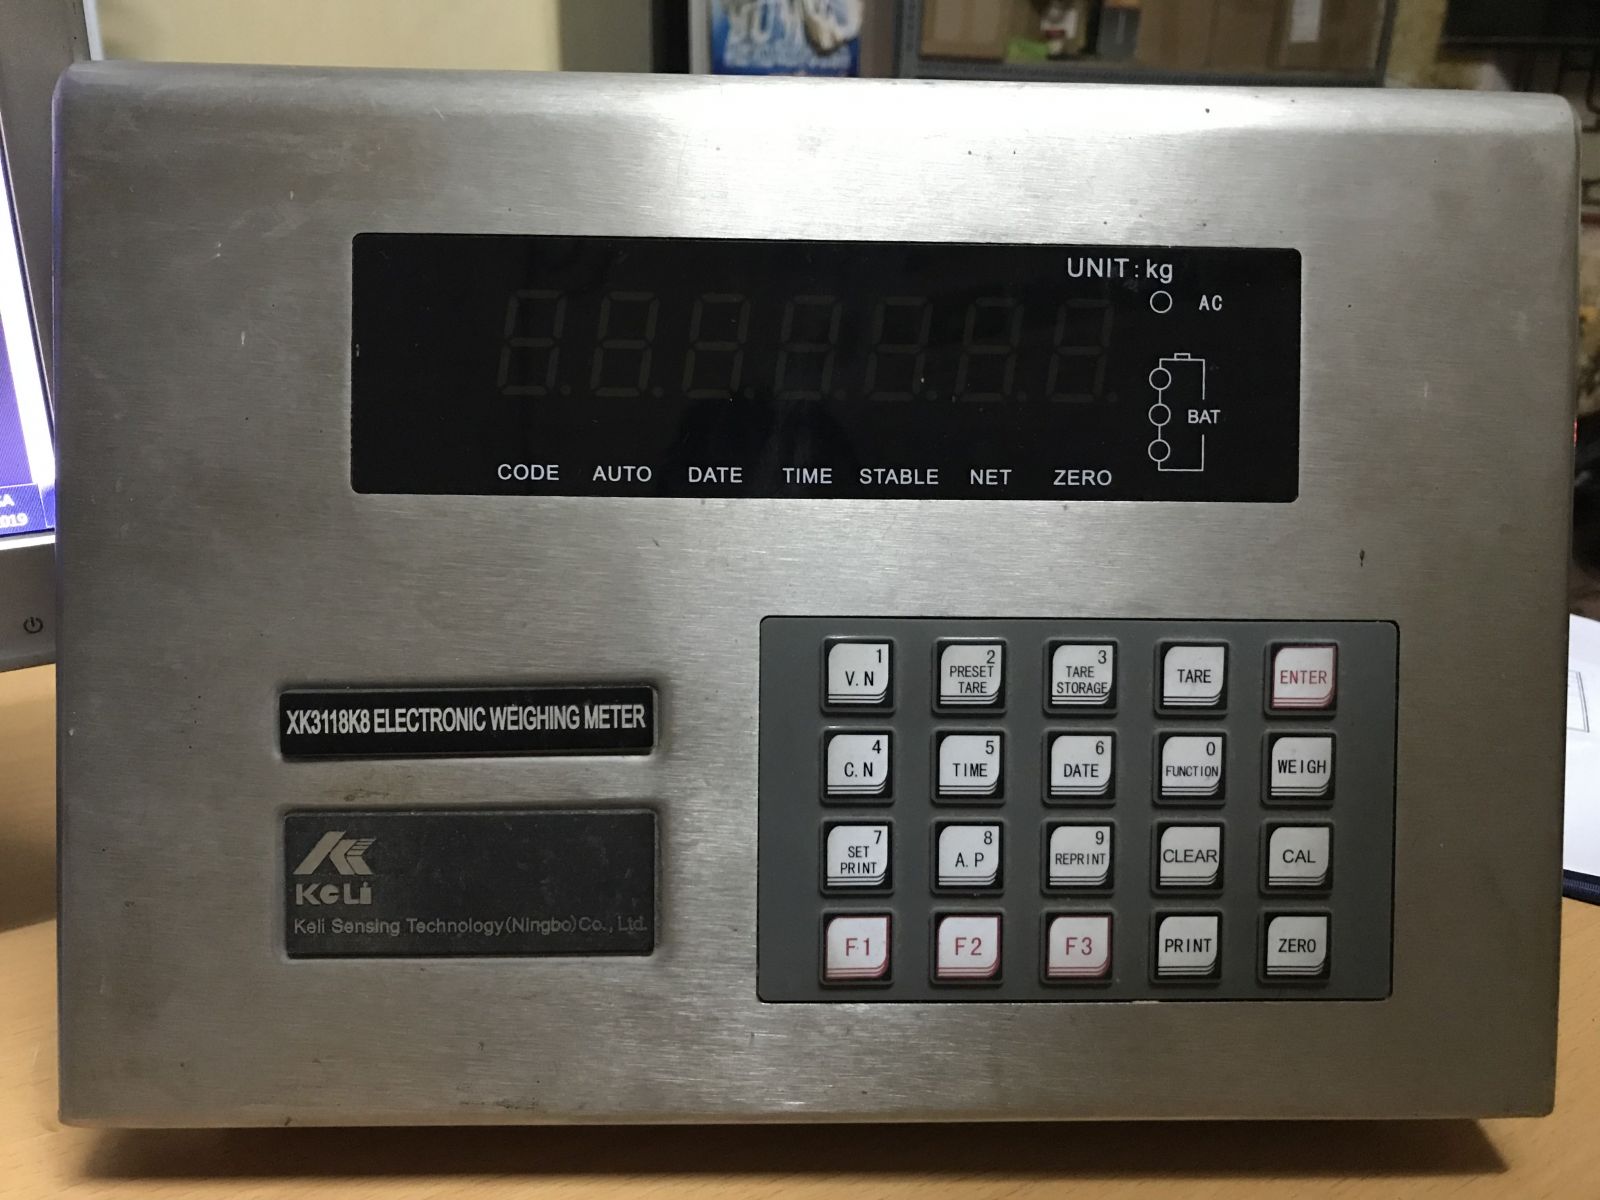 UNIT: kg
AC
BAT
CODE AUTO DATE TIME STABLE NET ZERO
XK3118K8 ELECTRONIC WEIGHING METER
KeLi
Keli Sensing Technology(Ningbo)Co., Ltd.
1
V.N
2
PRESET
TARE
3
TARE
STORAGE
TARE
ENTER
4
C.N
5
TIME
6
DATE
0
FUNCTION
WEIGH
7
SET
PRINT
8
A.P
9
REPRINT
CLEAR
CAL
F1
F2
F3
PRINT
ZERO
2019